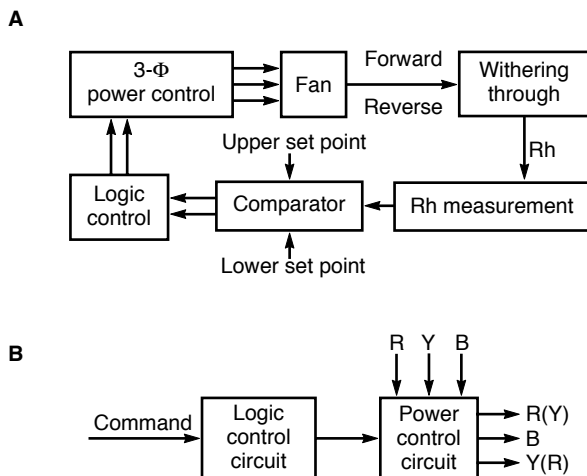 A
3-Φ
power control
Fan
Forward
Reverse
Withering
through
Upper set point
Rh
Logic
control
Comparator
Rh measurement
Lower set point
B
R Y B
Command
Logic
control
circuit
Power
control
circuit
R(Y)
B
Y(R)